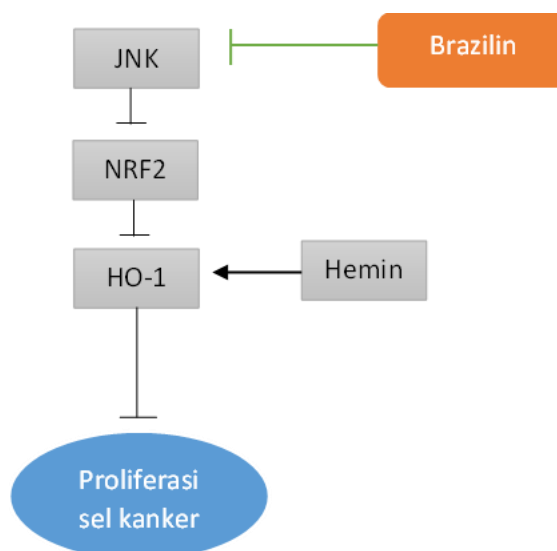 JNK
Brazilin
NRF2
HO-1
Hemin
Proliferasi
sel kanker